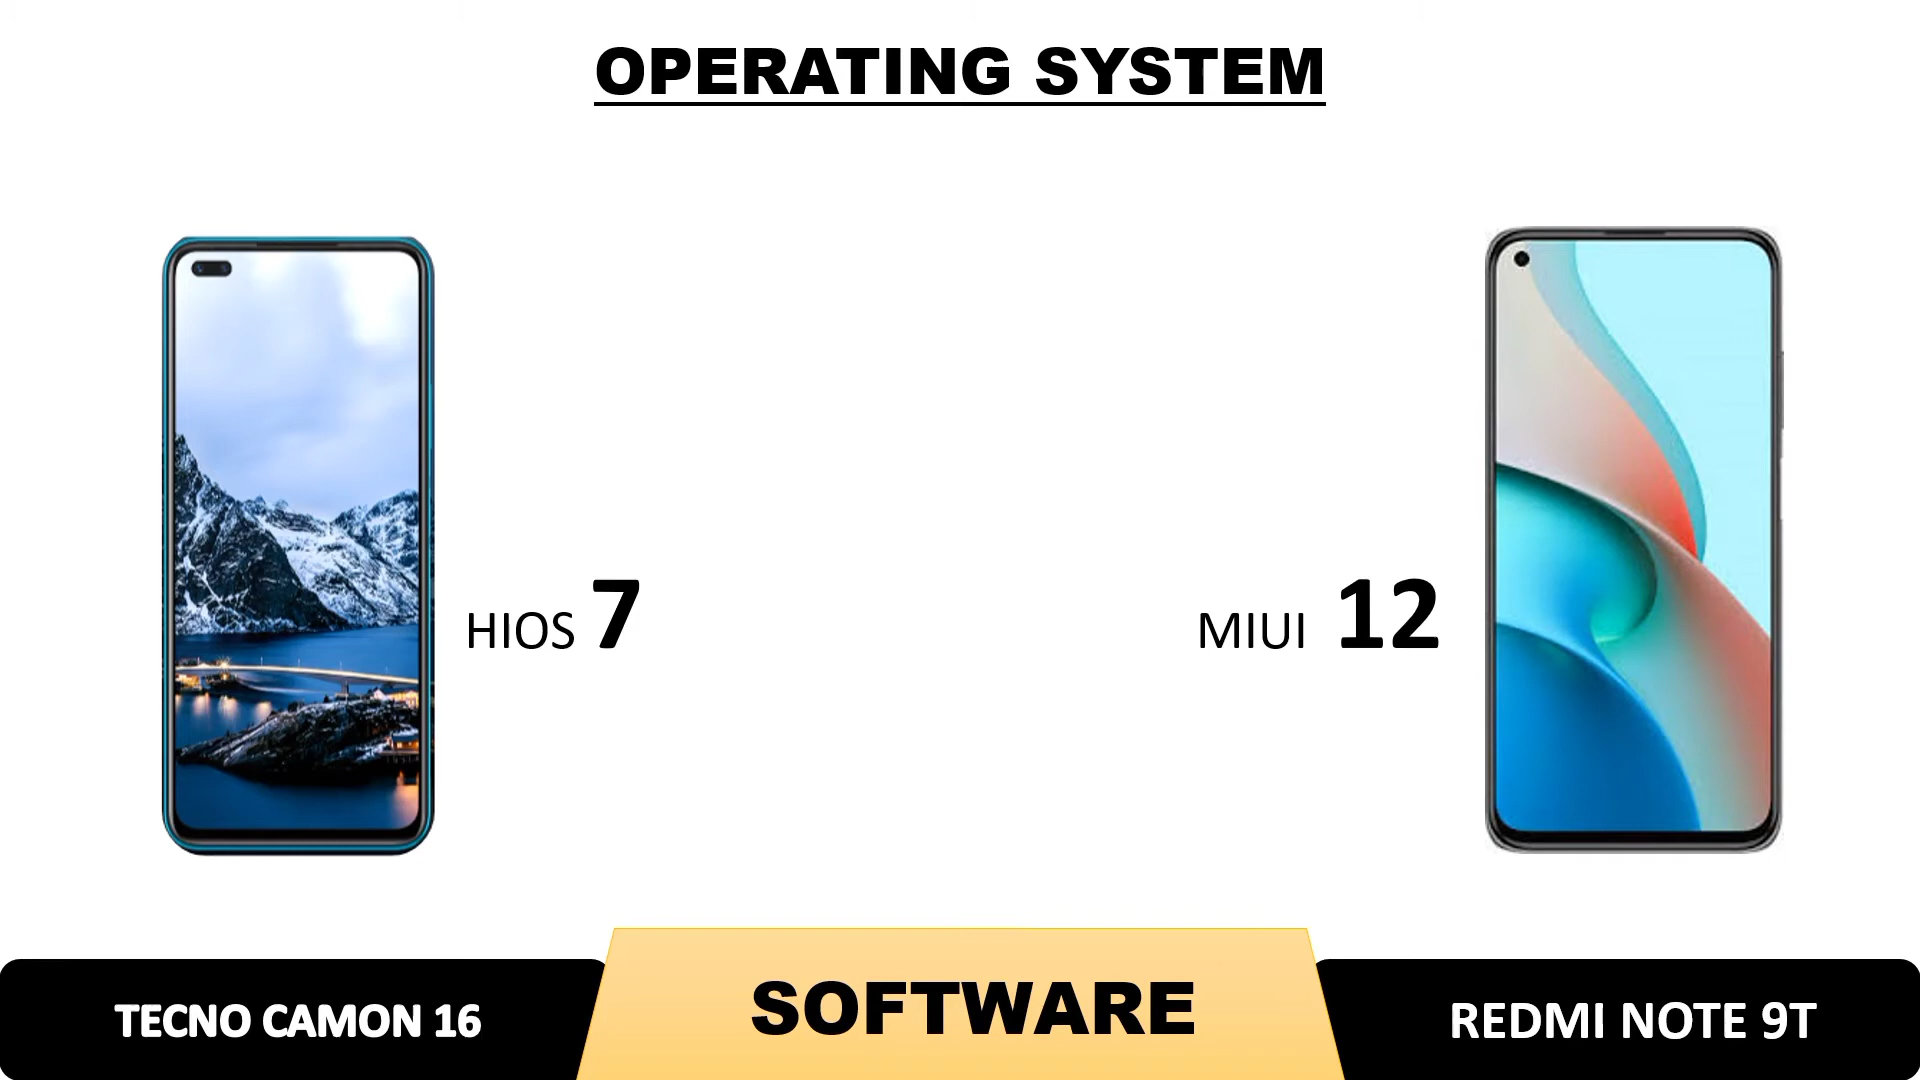 OPERATING SYSTEM
HIOS 7
MIUI 12
TECNO CAMON 16
SOFTWARE
REDMI NOTE 9T